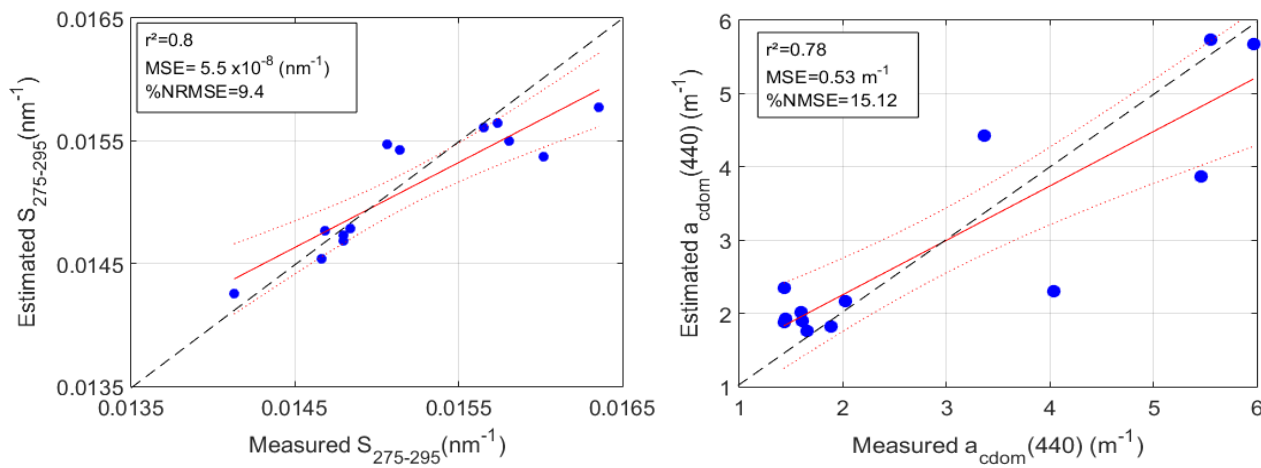 r²=0.8
MSE= 5.5 x10⁻⁸ (nm⁻¹)
%NRMSE=9.4
0.0165
0.0155
0.0145
0.0135
Estimated S₂₇₅₋₂₉₅(nm⁻¹)
0.0135 0.0145 0.0155 0.0165
Measured S₂₇₅₋₂₉₅(nm⁻¹)
r²=0.78
MSE=0.53 m⁻¹
%NMSE=15.12
6
5
4
3
2
1
Estimated a_cdom(440) (m⁻¹)
1 2 3 4 5 6
Measured a_cdom(440) (m⁻¹)